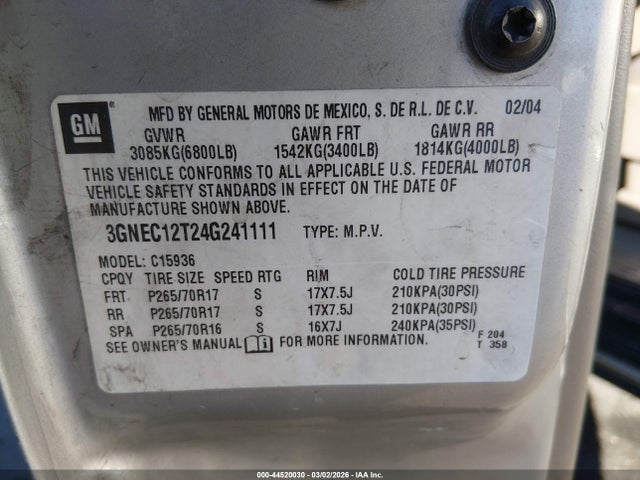 GM
MFD BY GENERAL MOTORS DE MEXICO, S. DE R.L. DE C.V. 02/04
GVWR GAWR FRT GAWR RR
3085KG(6800LB) 1542KG(3400LB) 1814KG(4000LB)
THIS VEHICLE CONFORMS TO ALL APPLICABLE U.S. FEDERAL MOTOR
VEHICLE SAFETY STANDARDS IN EFFECT ON THE DATE OF
MANUFACTURE SHOWN ABOVE.
3GNEC12T24G241111 TYPE: M.P.V.
MODEL: C15936
CPQY TIRE SIZE SPEED RTG RIM COLD TIRE PRESSURE
FRT P265/70R17 S 17X7.5J 210KPA(30PSI)
RR P265/70R17 S 17X7.5J 210KPA(30PSI)
SPA P265/70R16 S 16X7J 240KPA(35PSI)
SEE OWNER'S MANUAL FOR MORE INFORMATION.
F 204
T 358
000-44520030 - 03/02/2026 - IAA Inc.